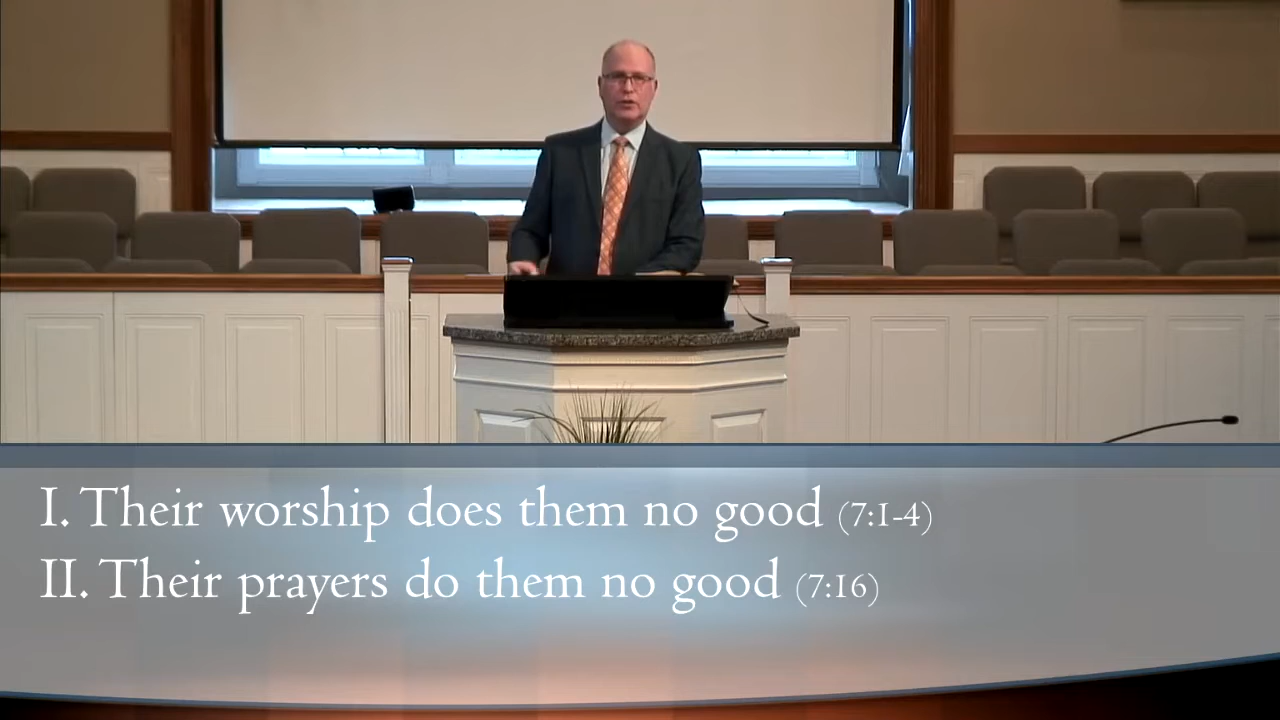 I. Their worship does them no good (7:1-4)
II. Their prayers do them no good (7:16)